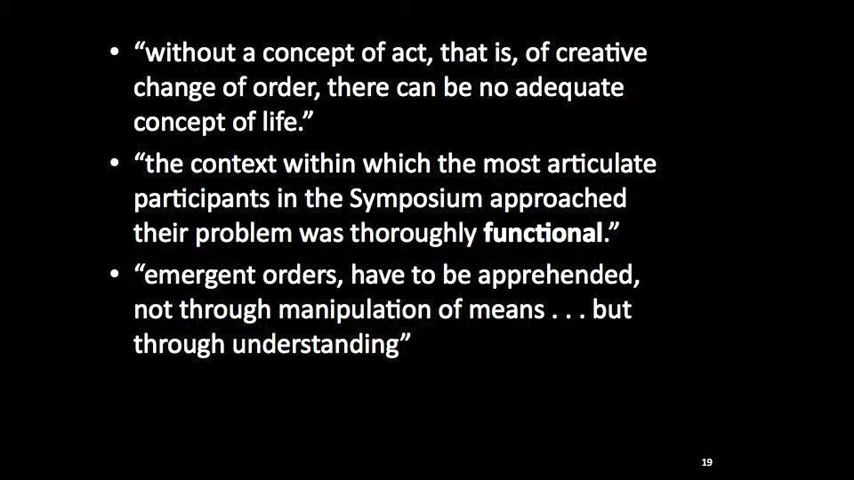 • “without a concept of act, that is, of creative
change of order, there can be no adequate
concept of life.”
• “the context within which the most articulate
participants in the Symposium approached
their problem was thoroughly functional.”
• “emergent orders, have to be apprehended,
not through manipulation of means . . . but
through understanding”
19